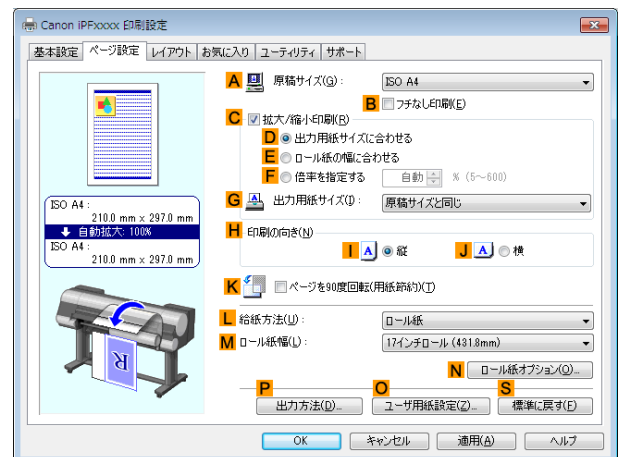 Canon iPFxxxx 印刷設定
基本設定 ページ設定 レイアウト お気に入り ユーティリティ サポート
A 原稿サイズ(G): ISO A4
B フチなし印刷(E)
C 拡大/縮小印刷(R)
D 出力用紙サイズに合わせる
E ロール紙の幅に合わせる
F 倍率を指定する 自動 % (5～600)
G 出力用紙サイズ(I): 原稿サイズと同じ
ISO A4 :
210.0 mm x 297.0 mm
自動拡大: 100%
ISO A4 :
210.0 mm x 297.0 mm
H 印刷の向き(N)
I A 縦 J A 横
K ページを90度回転(用紙節約)(T)
L 給紙方法(U): ロール紙
M ロール紙幅(L): 17インチロール (431.8mm)
R
N ロール紙オプション(O)...
P O S
出力方法(D)... ユーザ用紙設定(Z)... 標準に戻す(F)
OK キャンセル 適用(A) ヘルプ